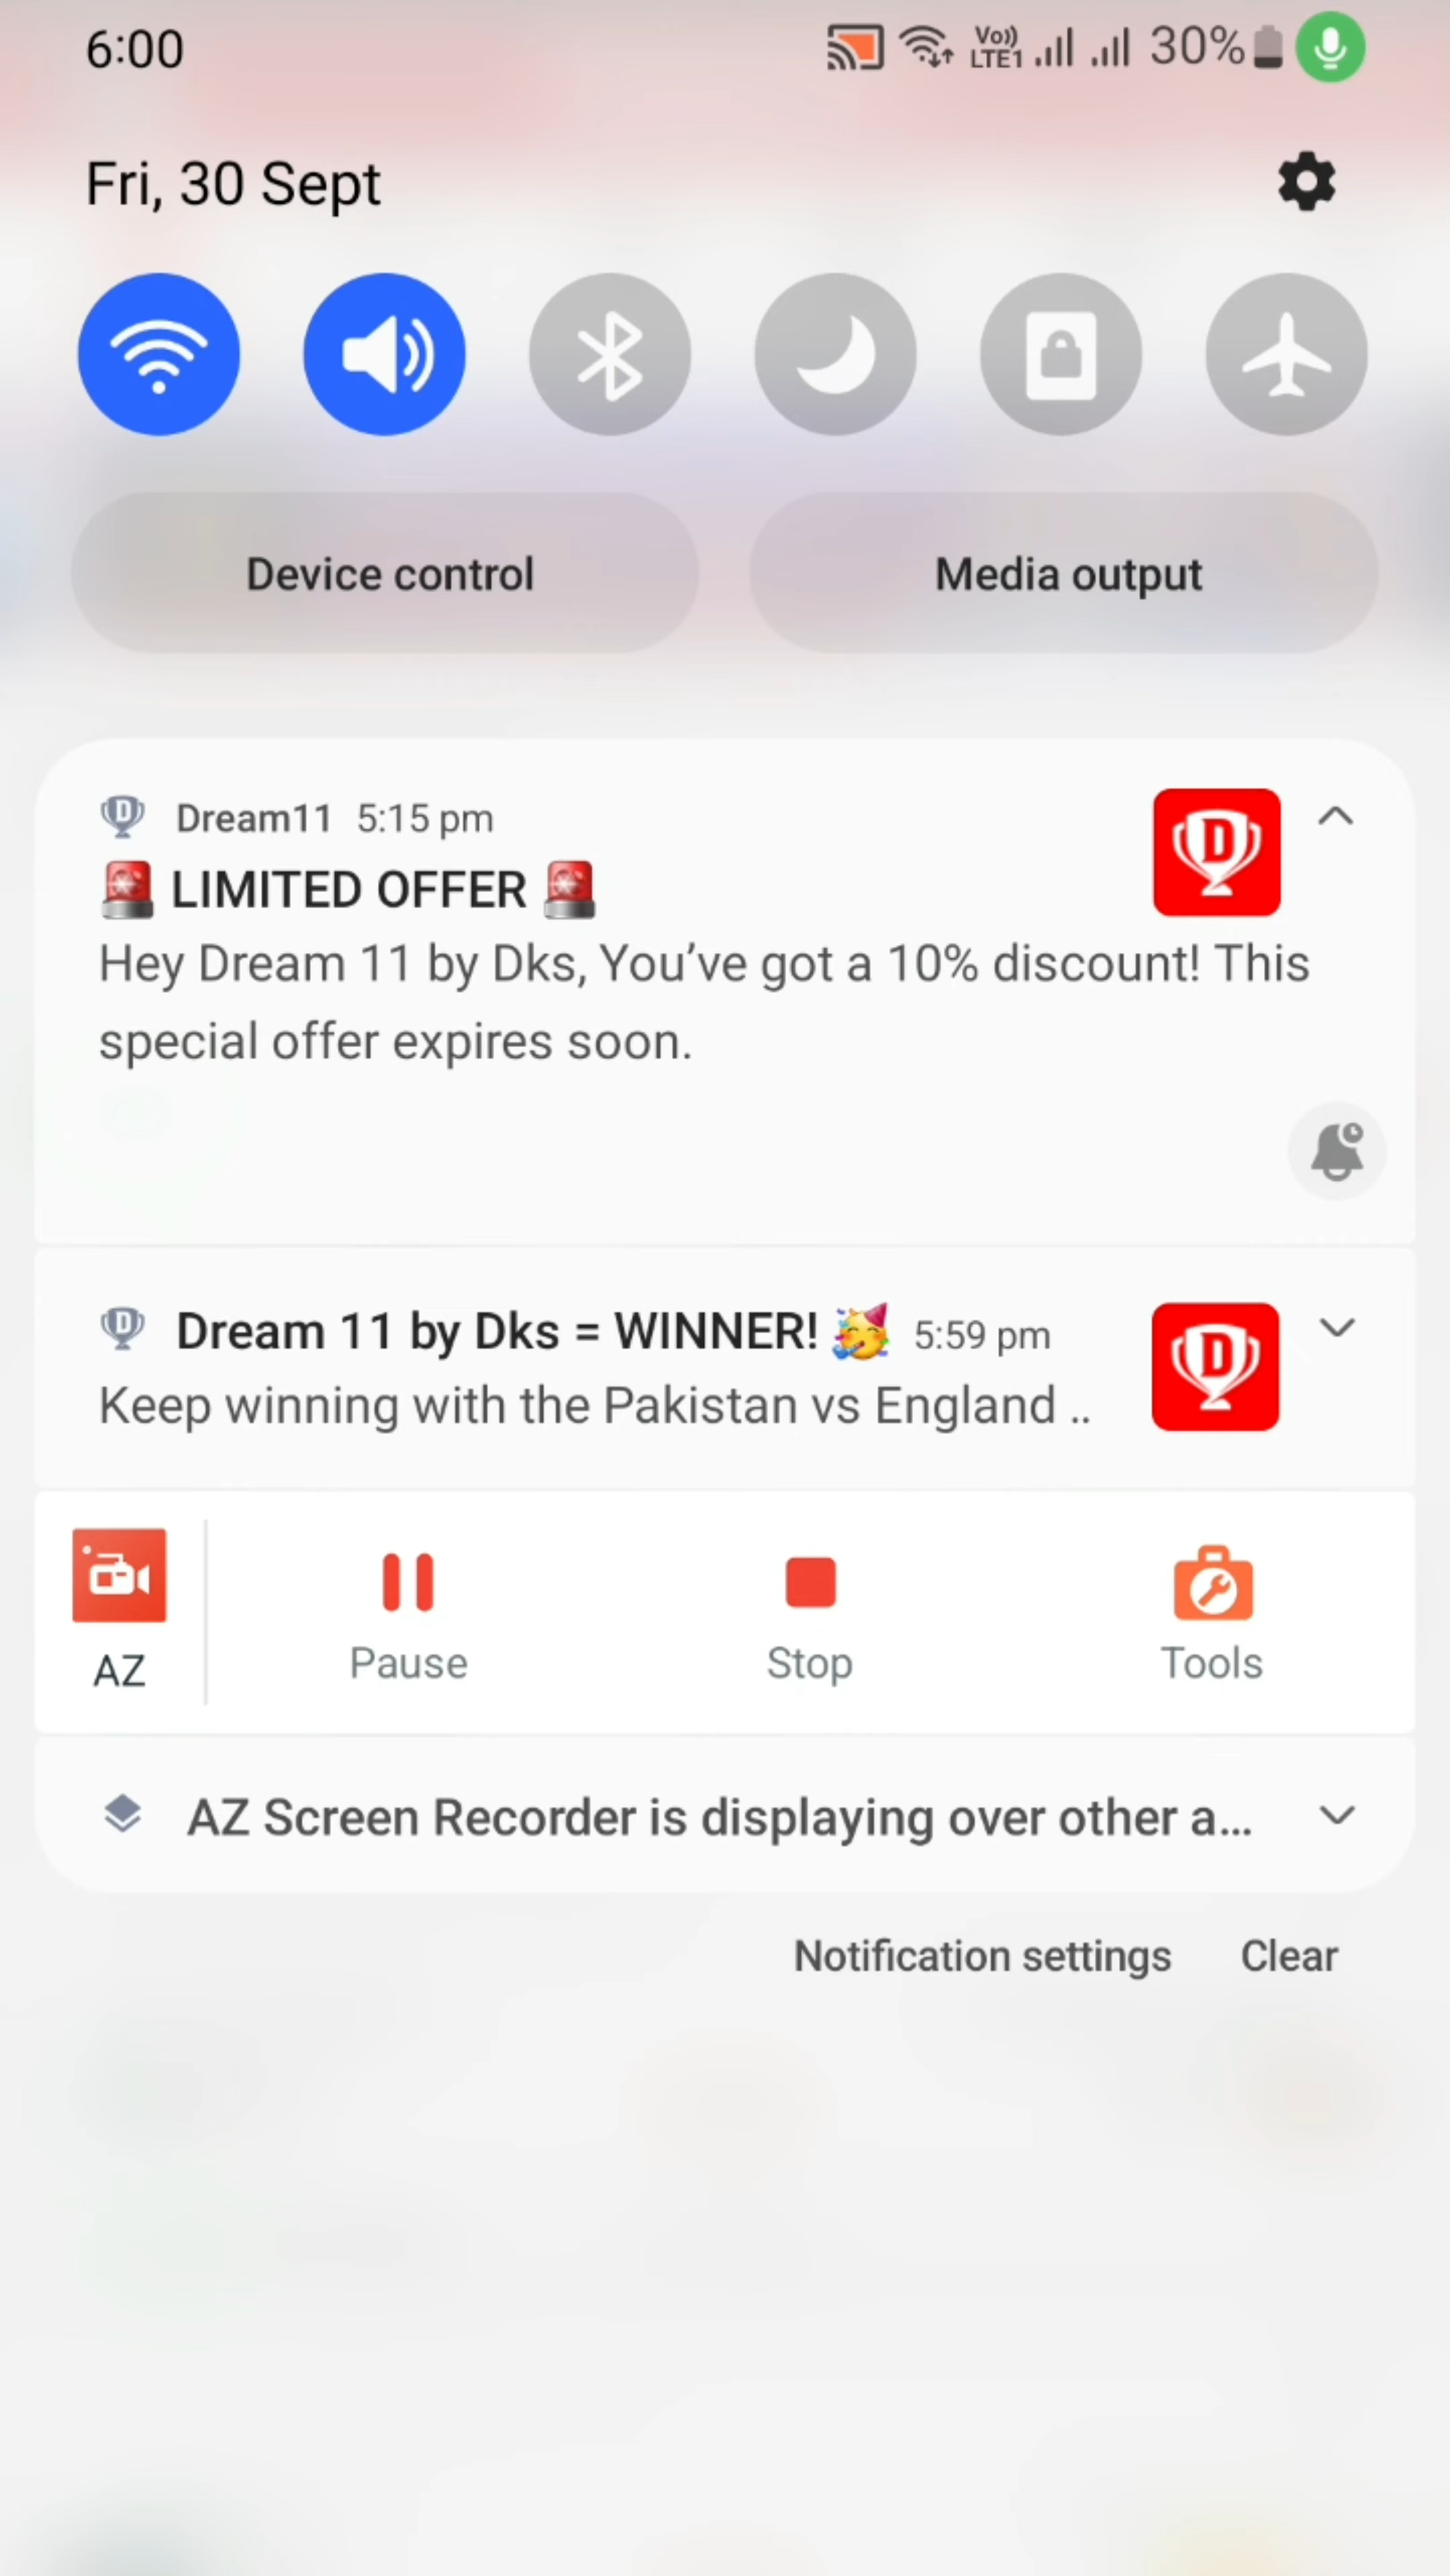 6:00
Vo)) LTE1 30%
Fri, 30 Sept
Device control
Media output
Dream11 5:15 pm
🚨 LIMITED OFFER 🚨
Hey Dream 11 by Dks, You’ve got a 10% discount! This
special offer expires soon.
Dream 11 by Dks = WINNER! 🥳 5:59 pm
Keep winning with the Pakistan vs England ..
AZ
Pause
Stop
Tools
AZ Screen Recorder is displaying over other a...
Notification settings
Clear